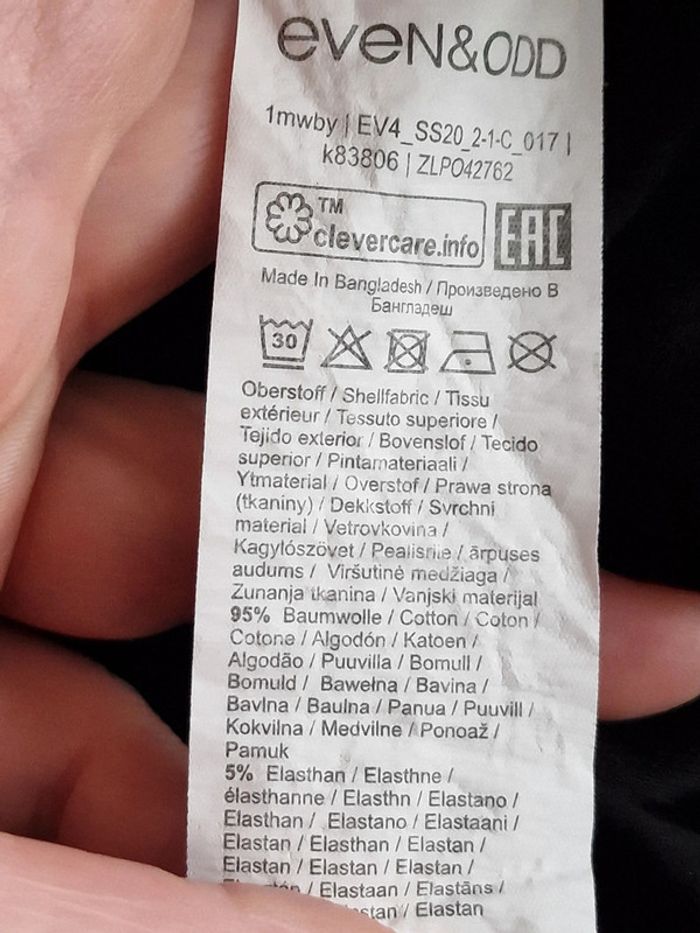 eveN&ODD
1mwby | EV4_SS20_2-1-C_017 |
k83806 | ZLPO42762
TM
clevercare.info
EAC
Made In Bangladesh / Произведено В
Бангладеш
30
Oberstoff / Shellfabric / Tissu
extérieur / Tessuto superiore /
Tejido exterior / Bovenslof / Tecido
superior / Pintamateriaali /
Ytmaterial / Overstof / Prawa strona
(tkaniny) / Dekkstoff / Svrchni
material / Vetrovkovina /
Kagylószövet / Pealisriie / ārpuses
audums / Viršutinė medžiaga /
Zunanja tkanina / Vanjski materijal
95% Baumwolle / Cotton / Coton /
Cotone / Algodón / Katoen /
Algodão / Puuvilla / Bomull /
Bomuld / Bawełna / Bavina /
Bavlna / Baulna / Panua / Puuvill /
Kokvilna / Medvilne / Ponoaž /
Pamuk
5% Elasthan / Elasthne /
élasthanne / Elasthn / Elastano /
Elasthan / Elastano / Elastaani /
Elastan / Elasthan / Elastan /
Elastan / Elastan / Elastan /
/ Elastaan / Elastāns /
/ Elastan